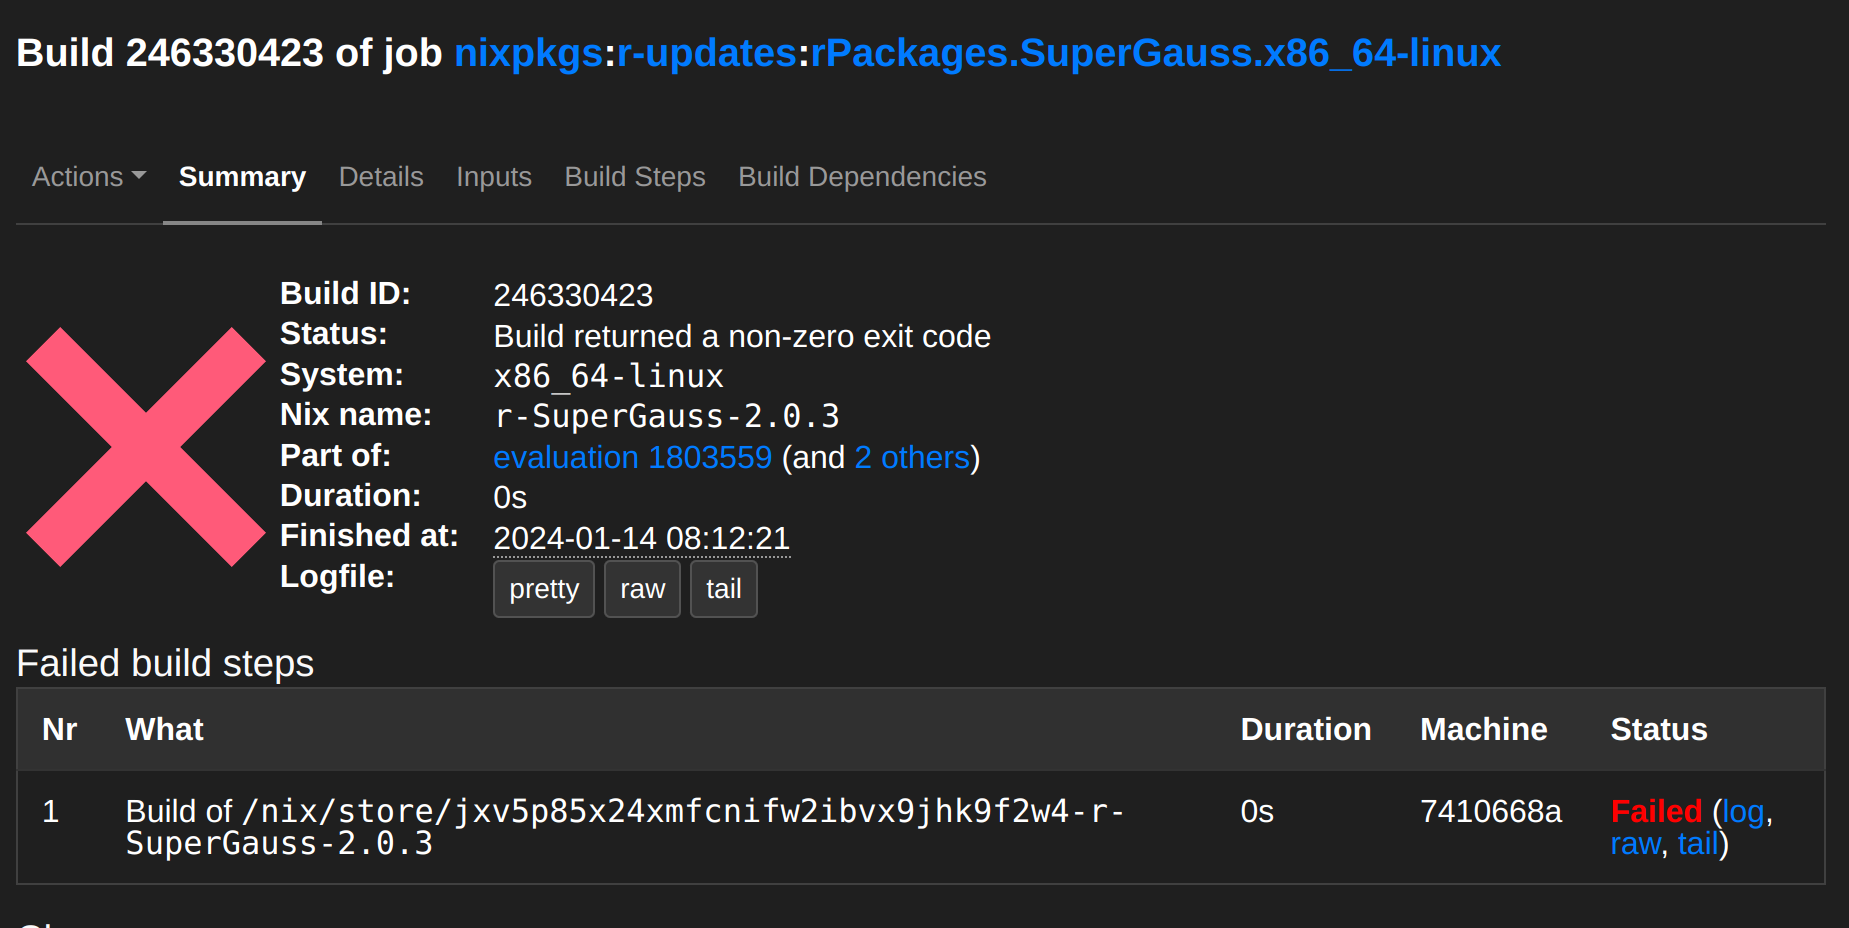 Build 246330423 of job nixpkgs:r-updates:rPackages.SuperGauss.x86_64-linux
Actions Summary Details Inputs Build Steps Build Dependencies
Build ID: 246330423
Status: Build returned a non-zero exit code
System: x86_64-linux
Nix name: r-SuperGauss-2.0.3
Part of: evaluation 1803559 (and 2 others)
Duration: 0s
Finished at: 2024-01-14 08:12:21
Logfile: pretty raw tail
Failed build steps
Nr What Duration Machine Status
1 Build of /nix/store/jxv5p85x24xmfcnifw2ibvx9jhk9f2w4-r- 0s 7410668a Failed (log,
SuperGauss-2.0.3 raw, tail)